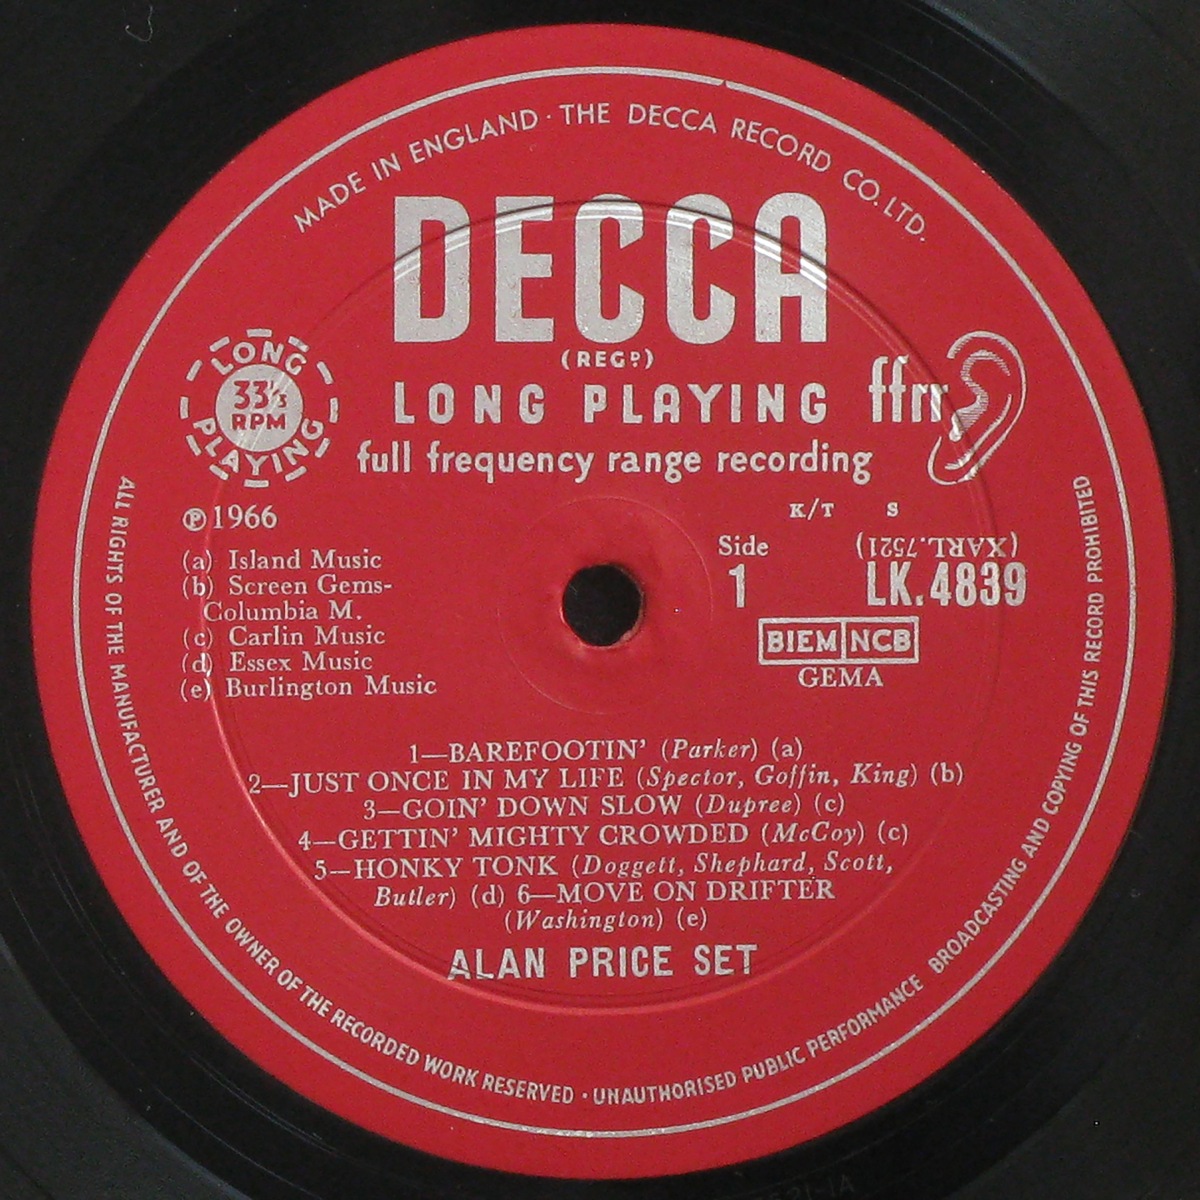 MADE IN ENGLAND · THE DECCA RECORD CO. LTD.
DECCA
(REGD)
LONG PLAYING ffrr
full frequency range recording
LONG
33⅓
RPM
PLAYING
℗ 1966
(a) Island Music
(b) Screen Gems-
Columbia M.
(c) Carlin Music
(d) Essex Music
(e) Burlington Music
K/T S
Side
1
(XARL.7521)
LK.4839
BIEM NCB
GEMA
1—BAREFOOTIN' (Parker) (a)
2—JUST ONCE IN MY LIFE (Spector, Goffin, King) (b)
3—GOIN' DOWN SLOW (Dupree) (c)
4—GETTIN' MIGHTY CROWDED (McCoy) (c)
5—HONKY TONK (Doggett, Shephard, Scott,
Butler) (d) 6—MOVE ON DRIFTER
(Washington) (e)
ALAN PRICE SET
ALL RIGHTS OF THE MANUFACTURER AND OF THE OWNER OF THE RECORDED WORK RESERVED · UNAUTHORISED PUBLIC PERFORMANCE BROADCASTING AND COPYING OF THIS RECORD PROHIBITED